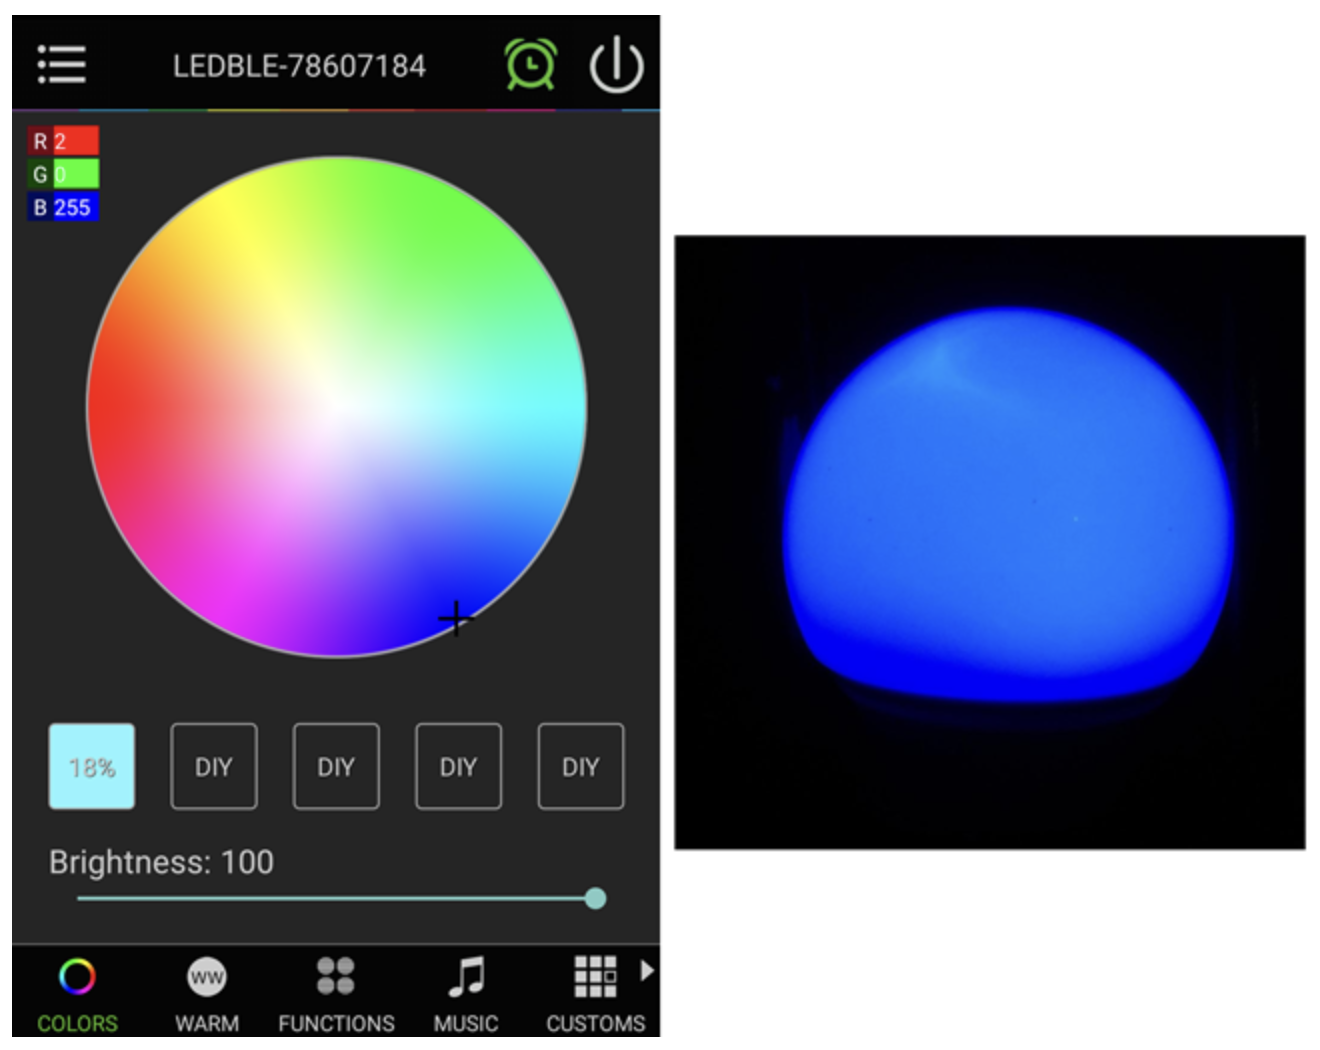 LEDBLE-78607184
R 2
G 0
B 255
18% DIY DIY DIY DIY
Brightness: 100
WW
COLORS WARM FUNCTIONS MUSIC CUSTOMS